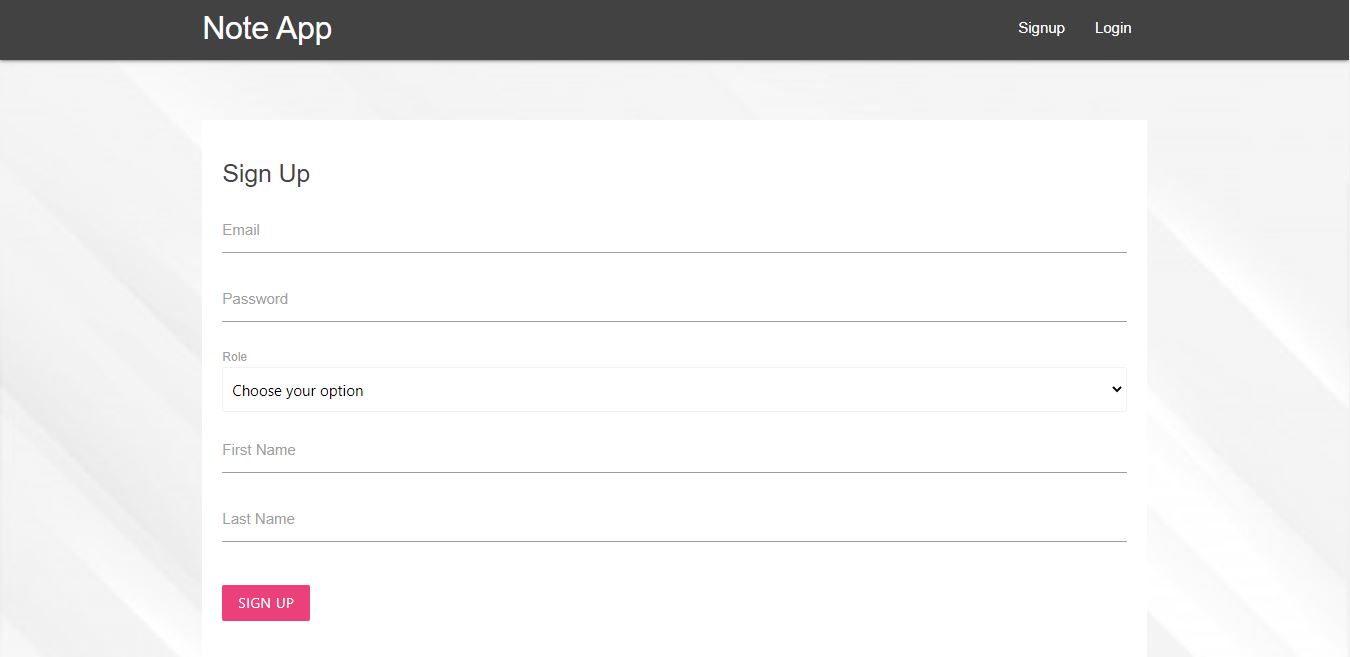 Note App
Signup
Login
Sign Up
Email
Password
Role
Choose your option
First Name
Last Name
SIGN UP